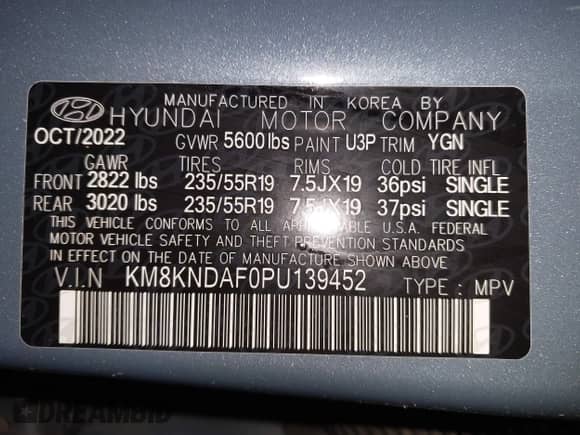 MANUFACTURED IN KOREA BY
HYUNDAI MOTOR COMPANY
OCT/2022 GVWR 5600 lbs PAINT U3P TRIM YGN
GAWR TIRES RIMS COLD TIRE INFL
FRONT 2822 lbs 235/55R19 7.5JX19 36psi SINGLE
REAR 3020 lbs 235/55R19 7.5JX19 37psi SINGLE
THIS VEHICLE CONFORMS TO ALL APPLICABLE U.S.A. FEDERAL
MOTOR VEHICLE SAFETY AND THEFT PREVENTION STANDARDS
IN EFFECT ON THE DATE OF MANUFACTURE SHOWN ABOVE.
V.I.N KM8KNDAF0PU139452 TYPE: MPV
DREAMBID